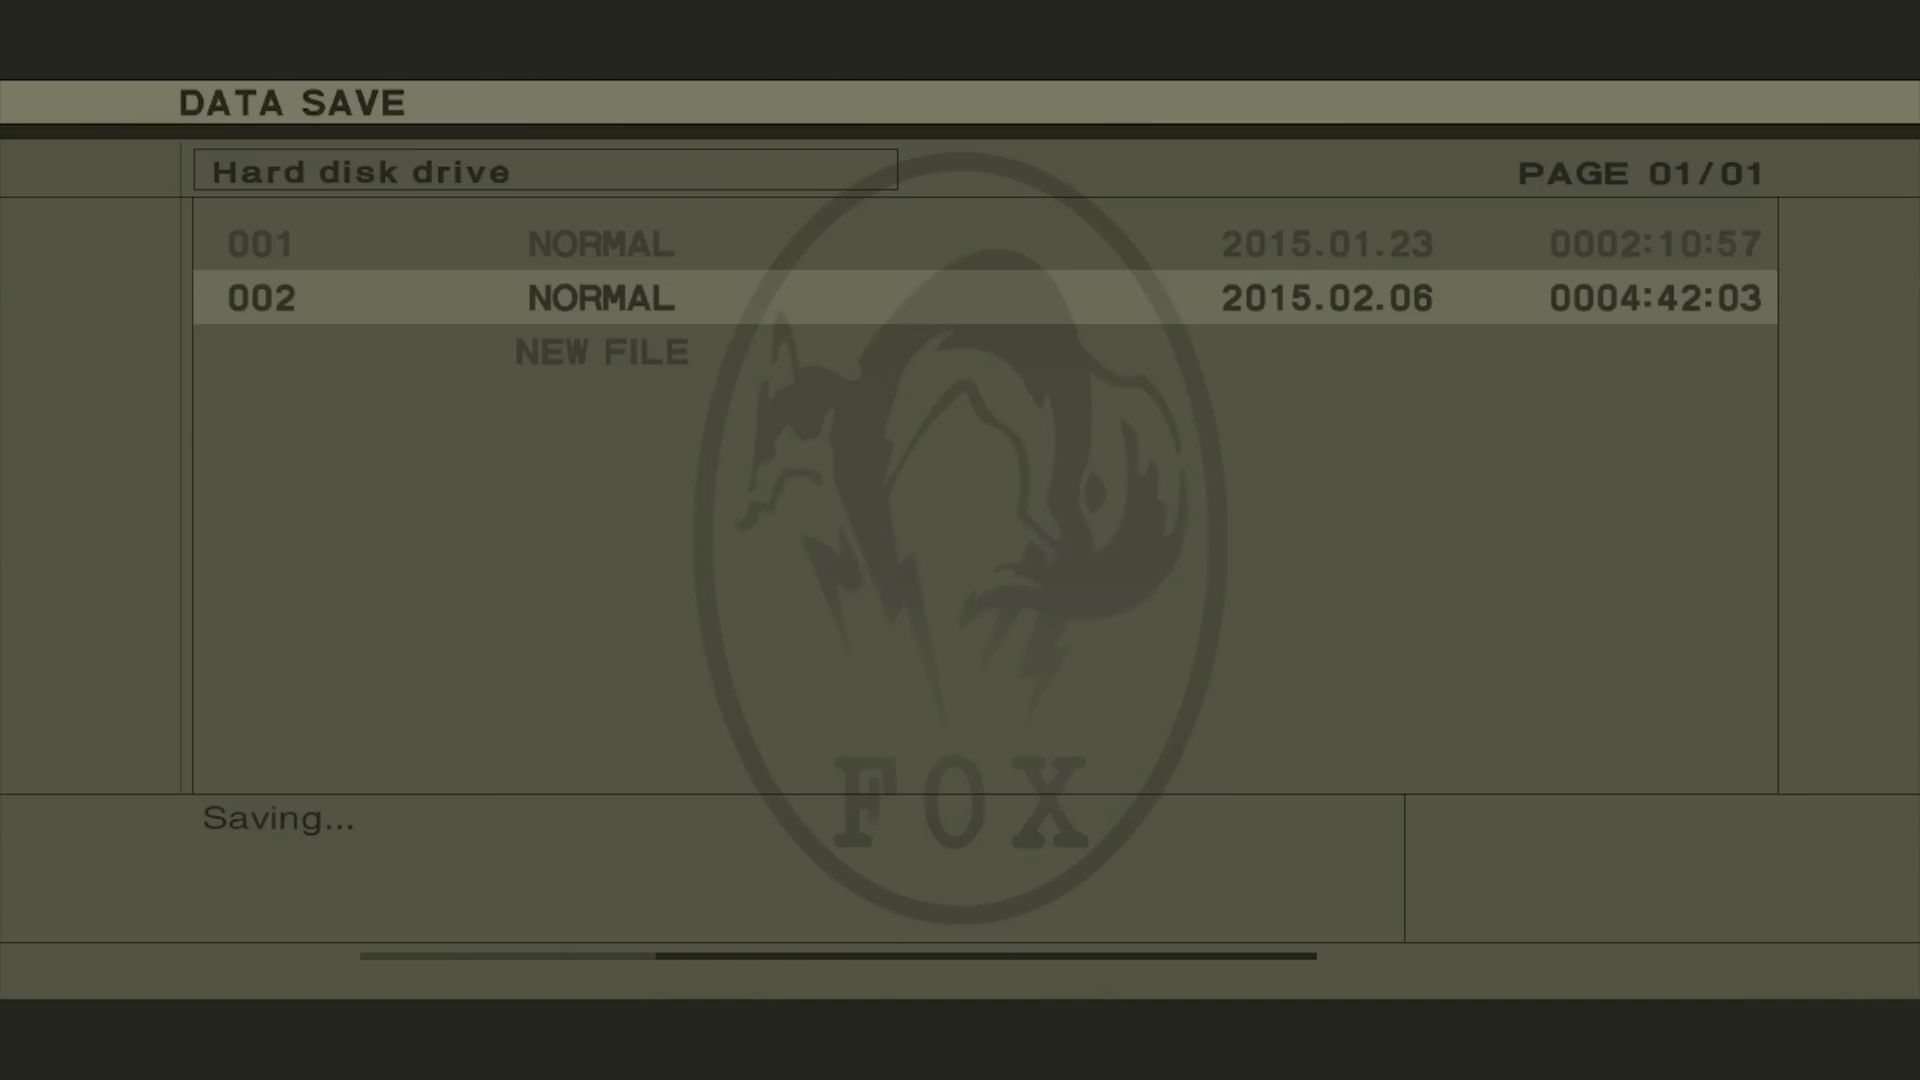 DATA SAVE
Hard disk drive PAGE 01/01
001 NORMAL 2015.01.23 0002:10:57
002 NORMAL 2015.02.06 0004:42:03
NEW FILE
FOX
Saving...